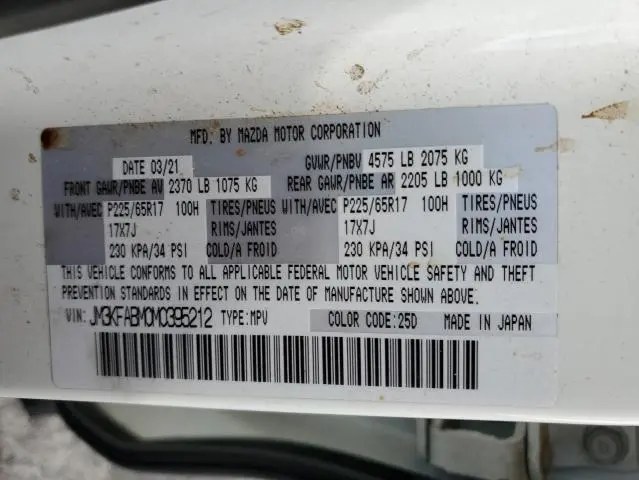 MFD. BY MAZDA MOTOR CORPORATION
DATE 03/21 GVWR/PNBV 4575 LB 2075 KG
FRONT GAWR/PNBE AV 2370 LB 1075 KG REAR GAWR/PNBE AR 2205 LB 1000 KG
WITH/AVEC P225/65R17 100H TIRES/PNEUS WITH/AVEC P225/65R17 100H TIRES/PNEUS
17X7J RIMS/JANTES 17X7J RIMS/JANTES
230 KPA/34 PSI COLD/A FROID 230 KPA/34 PSI COLD/A FROID
THIS VEHICLE CONFORMS TO ALL APPLICABLE FEDERAL MOTOR VEHICLE SAFETY AND THEFT
PREVENTION STANDARDS IN EFFECT ON THE DATE OF MANUFACTURE SHOWN ABOVE.
VIN: JM3KFABM0M0395212 TYPE:MPV COLOR CODE:25D MADE IN JAPAN